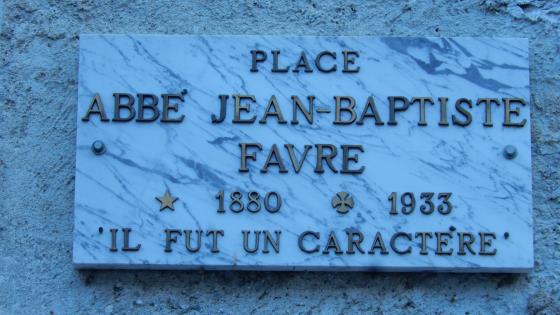 PLACE
ABBÉ JEAN-BAPTISTE
FAVRE
★ 1880 ✠ 1933
'IL FUT UN CARACTÈRE'